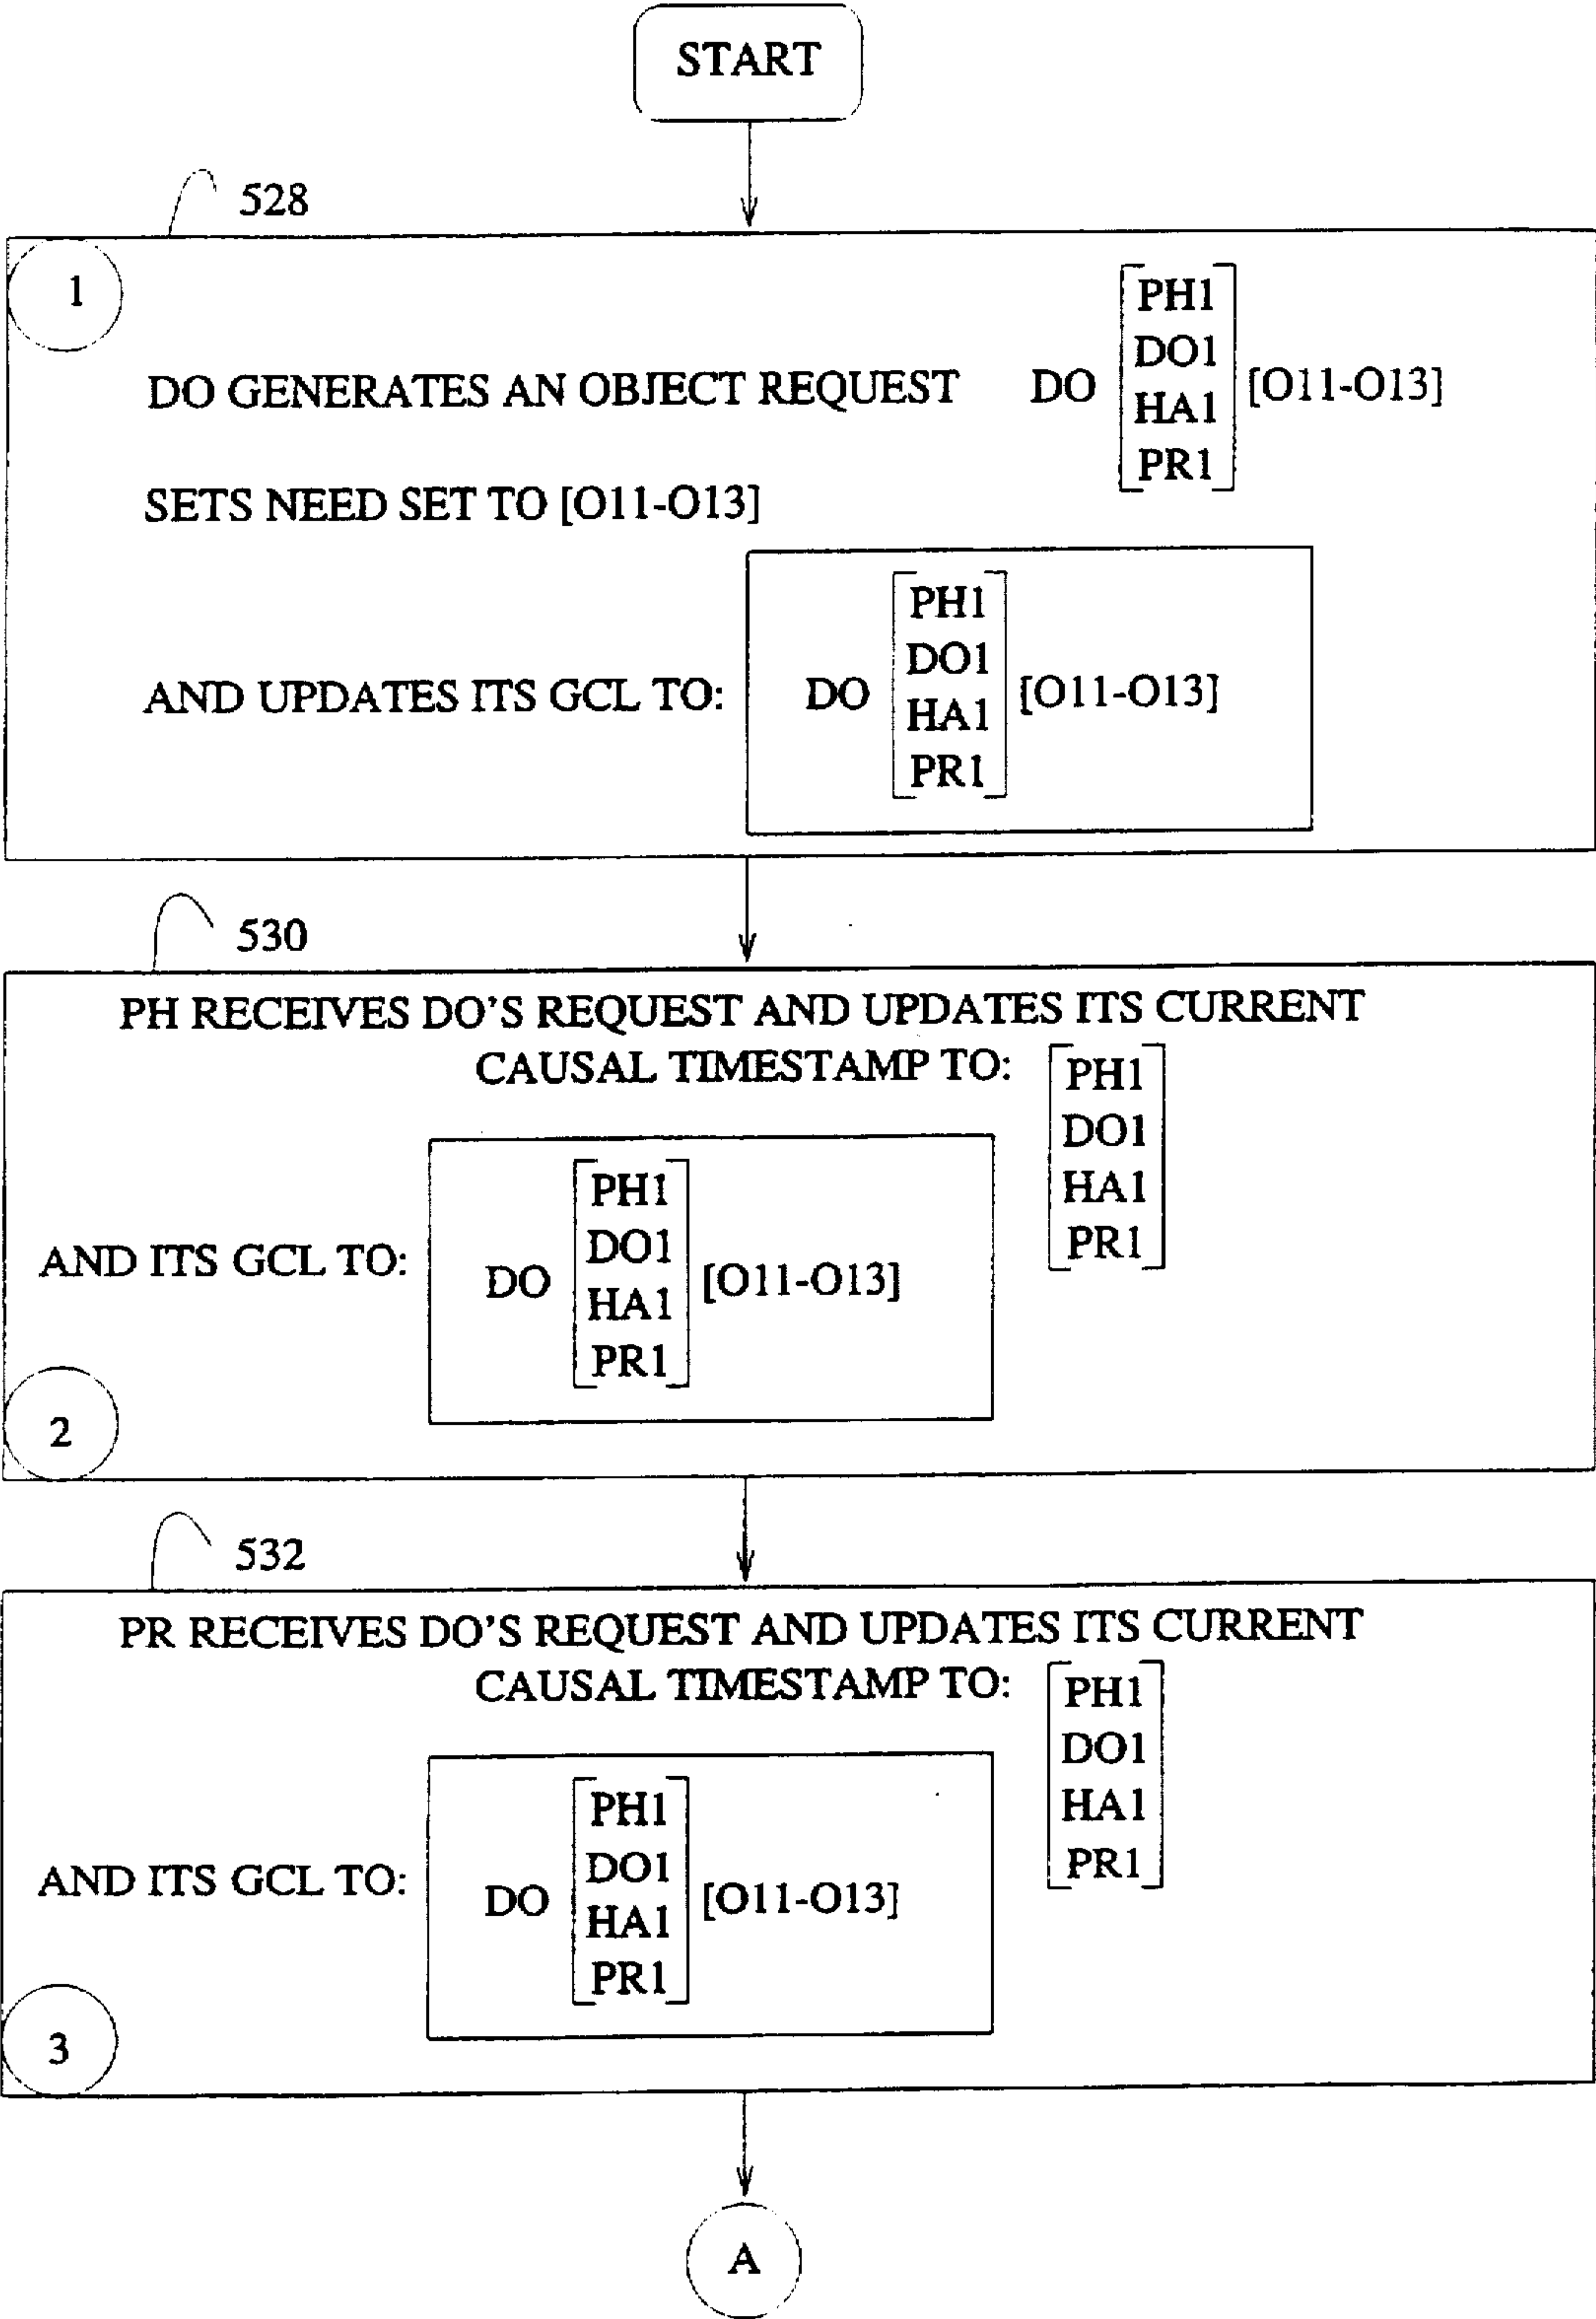 START
528
1
PH1
DO1
DO GENERATES AN OBJECT REQUEST DO [O11-O13]
HA1
PR1
SETS NEED SET TO [O11-O13]
PH1
DO1
AND UPDATES ITS GCL TO: DO [O11-O13]
HA1
PR1
530
PH RECEIVES DO'S REQUEST AND UPDATES ITS CURRENT
CAUSAL TIMESTAMP TO:
PH1
DO1
HA1
PR1
PH1
DO1
AND ITS GCL TO: DO [O11-O13]
HA1
PR1
2
532
PR RECEIVES DO'S REQUEST AND UPDATES ITS CURRENT
CAUSAL TIMESTAMP TO:
PH1
DO1
HA1
PR1
PH1
DO1
AND ITS GCL TO: DO [O11-O13]
HA1
PR1
3
A